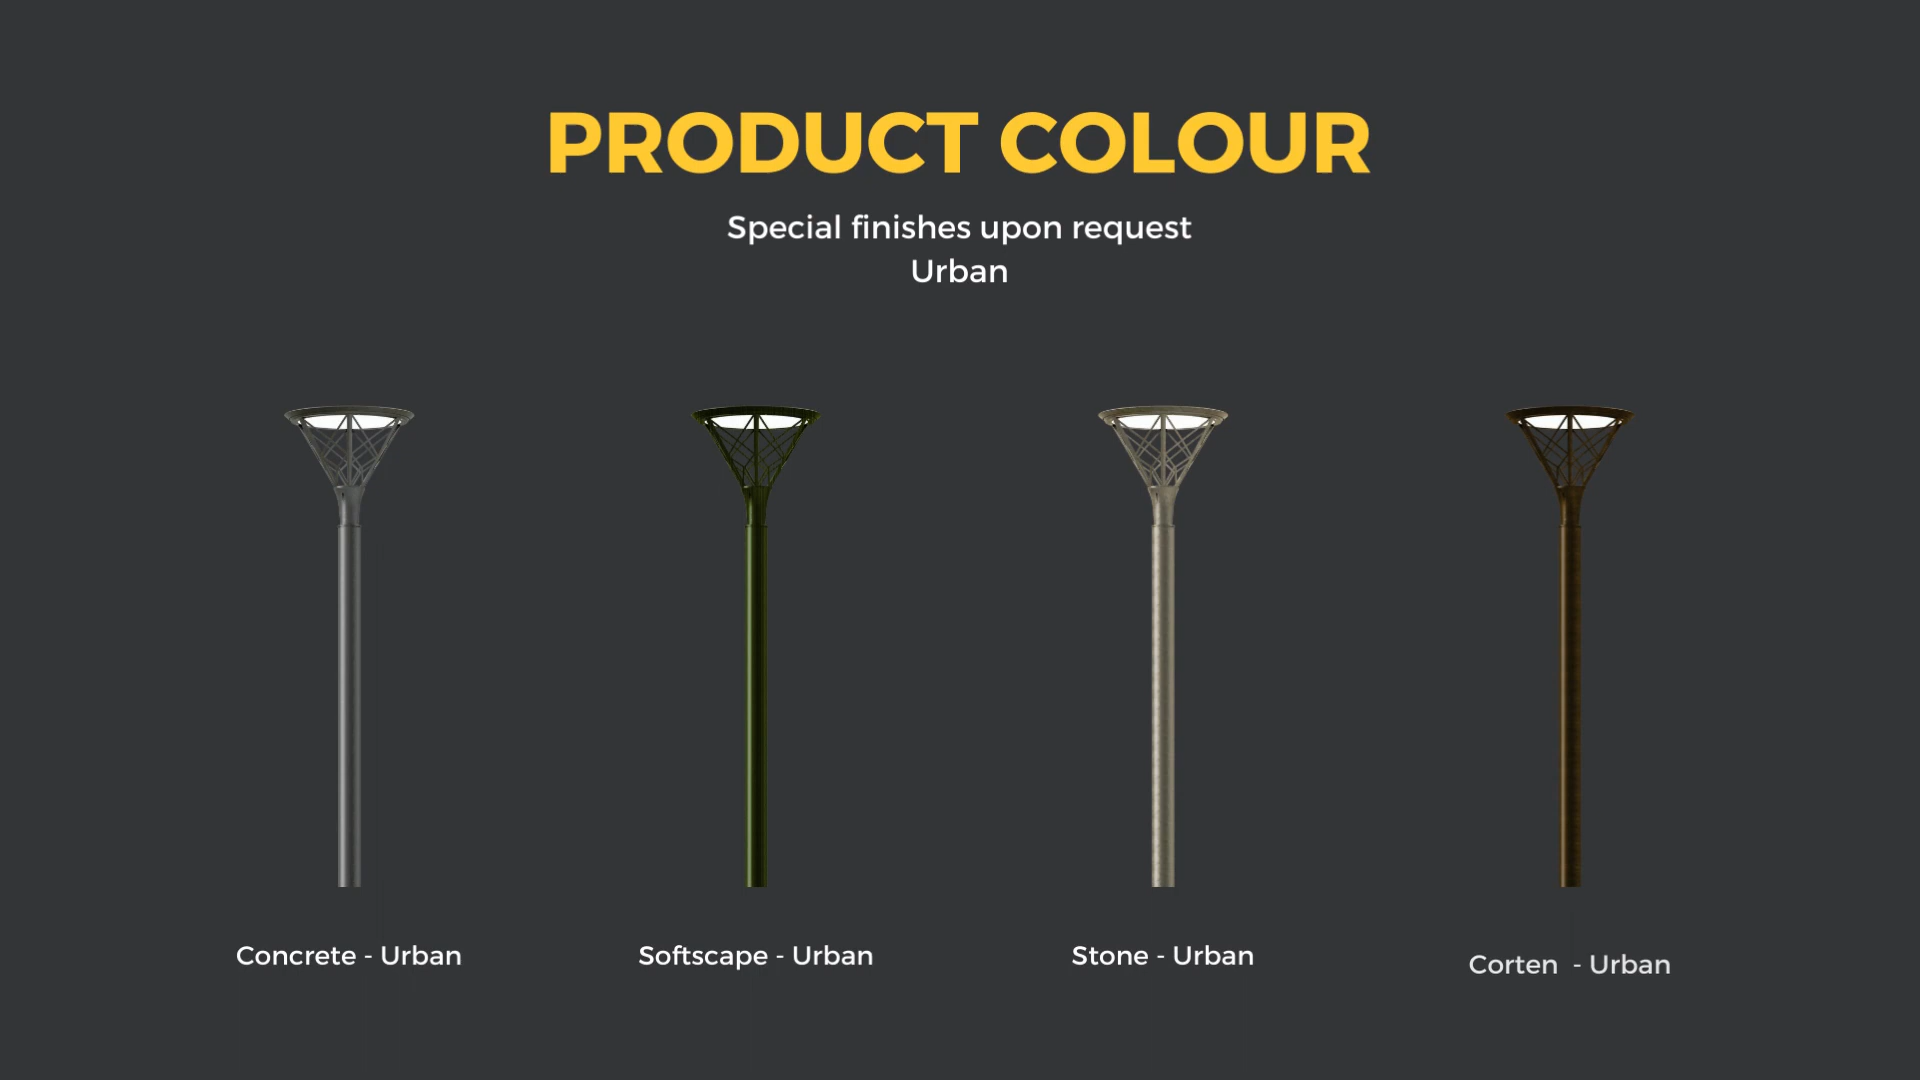 PRODUCT COLOUR
Special finishes upon request
Urban
Concrete - Urban
Softscape - Urban
Stone - Urban
Corten  - Urban